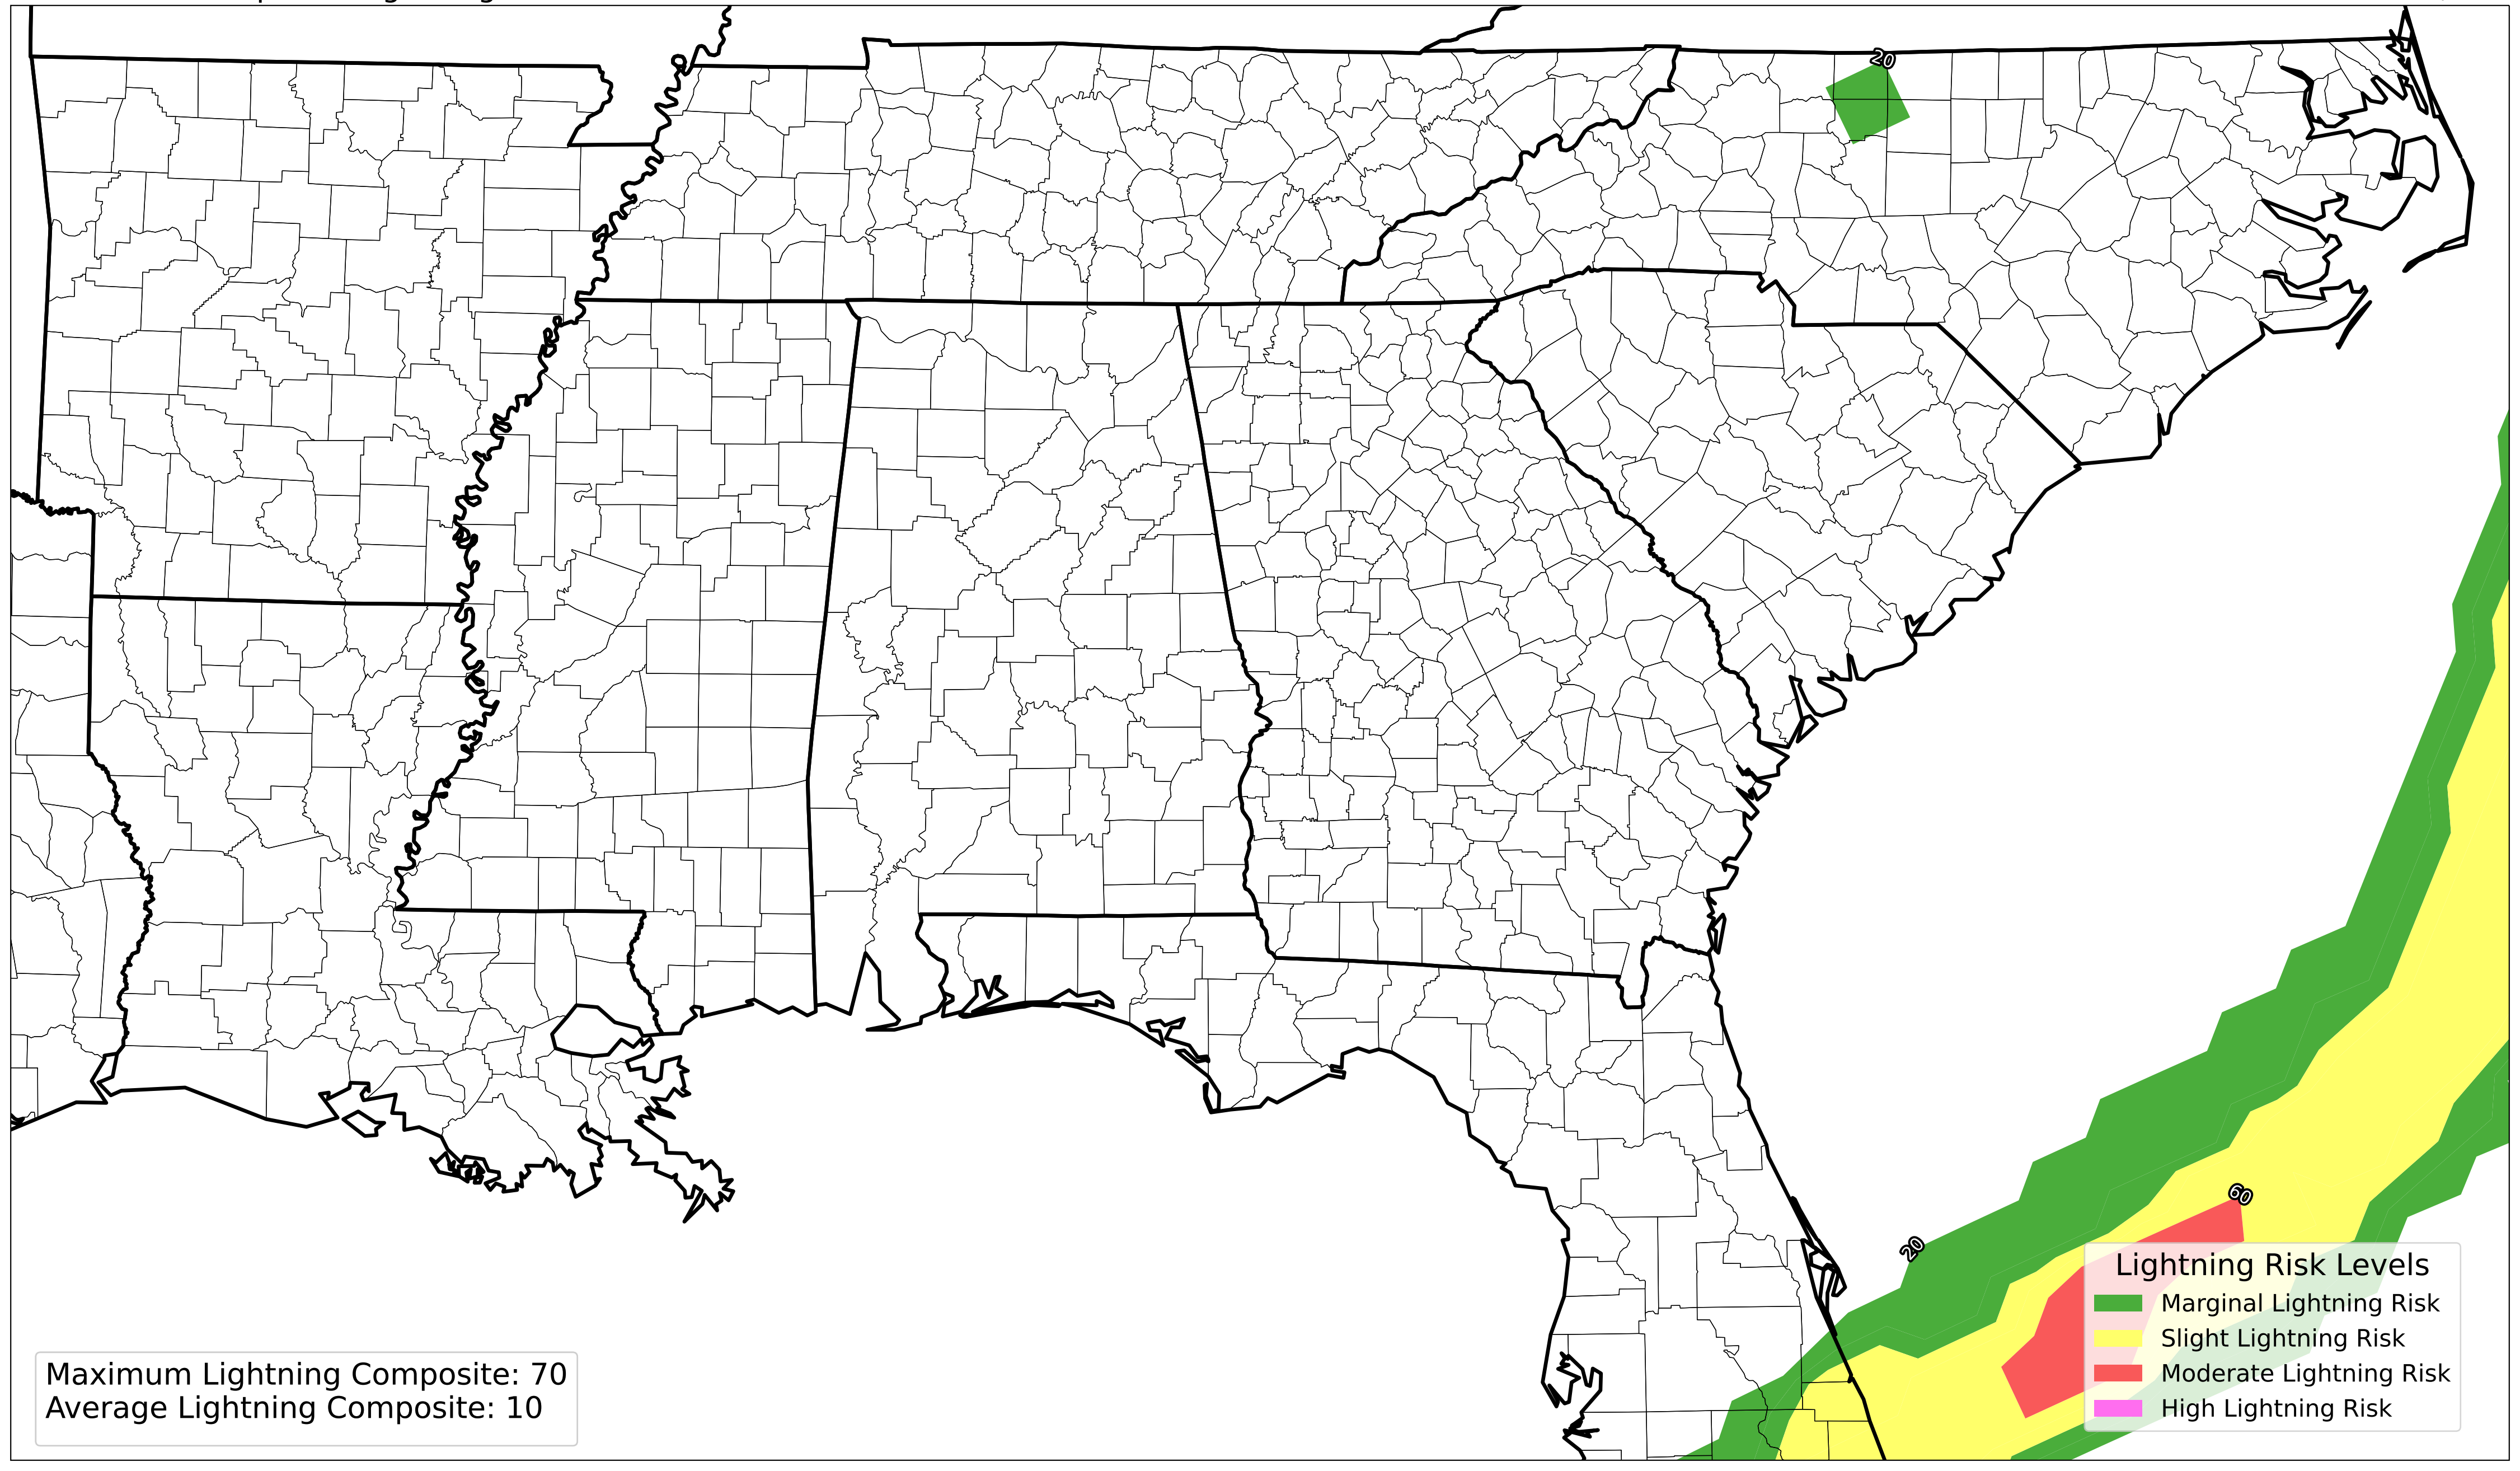 20
20
60
Lightning Risk Levels
Marginal Lightning Risk
Slight Lightning Risk
Moderate Lightning Risk
High Lightning Risk
Maximum Lightning Composite: 70
Average Lightning Composite: 10